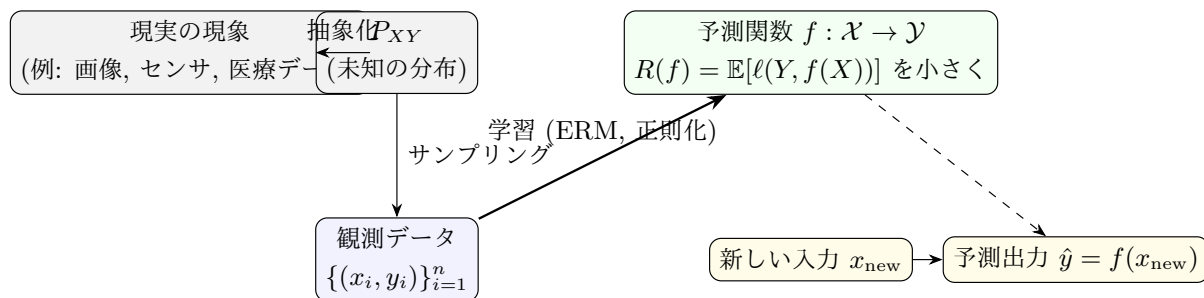 現実の現象
(例: 画像, センサ, 医療デー
抽象化
P_{XY}
(未知の分布)
予測関数 f : 𝒳 → 𝒴
R(f) = 𝔼[ℓ(Y, f(X))] を小さく
学習 (ERM, 正則化)
サンプリング
観測データ
{(x_i, y_i)}_{i=1}^n
新しい入力 x_new
予測出力 ŷ = f(x_new)